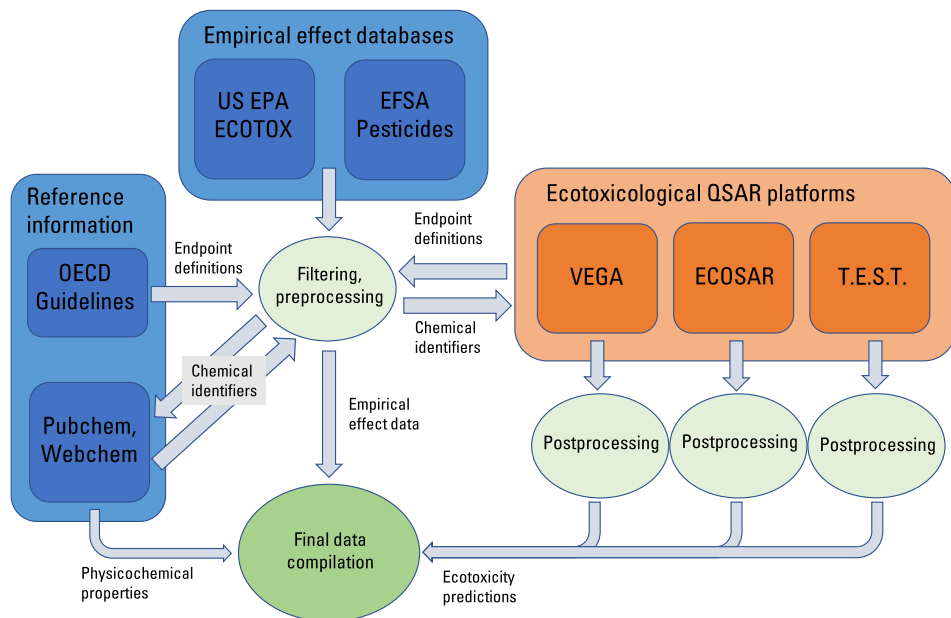 Empirical effect databases
US EPA
ECOTOX
EFSA
Pesticides
Reference
information
OECD
Guidelines
Pubchem,
Webchem
Endpoint
definitions
Filtering,
preprocessing
Endpoint
definitions
Chemical
identifiers
Chemical
identifiers
Ecotoxicological QSAR platforms
VEGA
ECOSAR
T.E.S.T.
Postprocessing
Postprocessing
Postprocessing
Empirical
effect data
Final data
compilation
Physicochemical
properties
Ecotoxicity
predictions